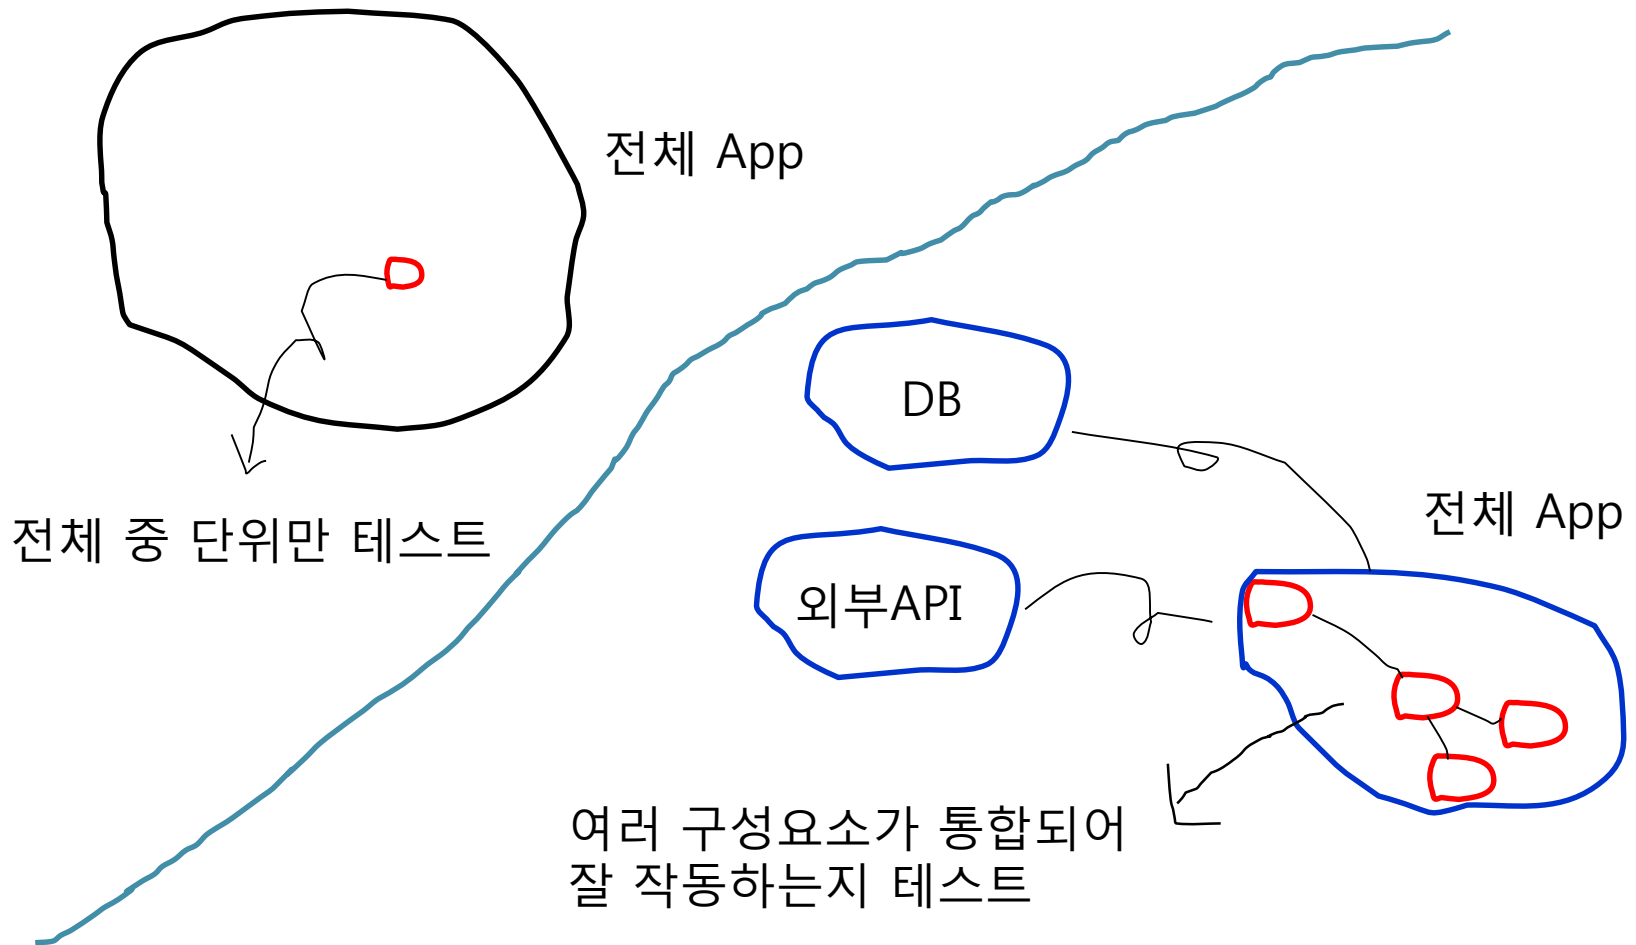 전체 App
전체 중 단위만 테스트
DB
외부API
전체 App
여러 구성요소가 통합되어
잘 작동하는지 테스트